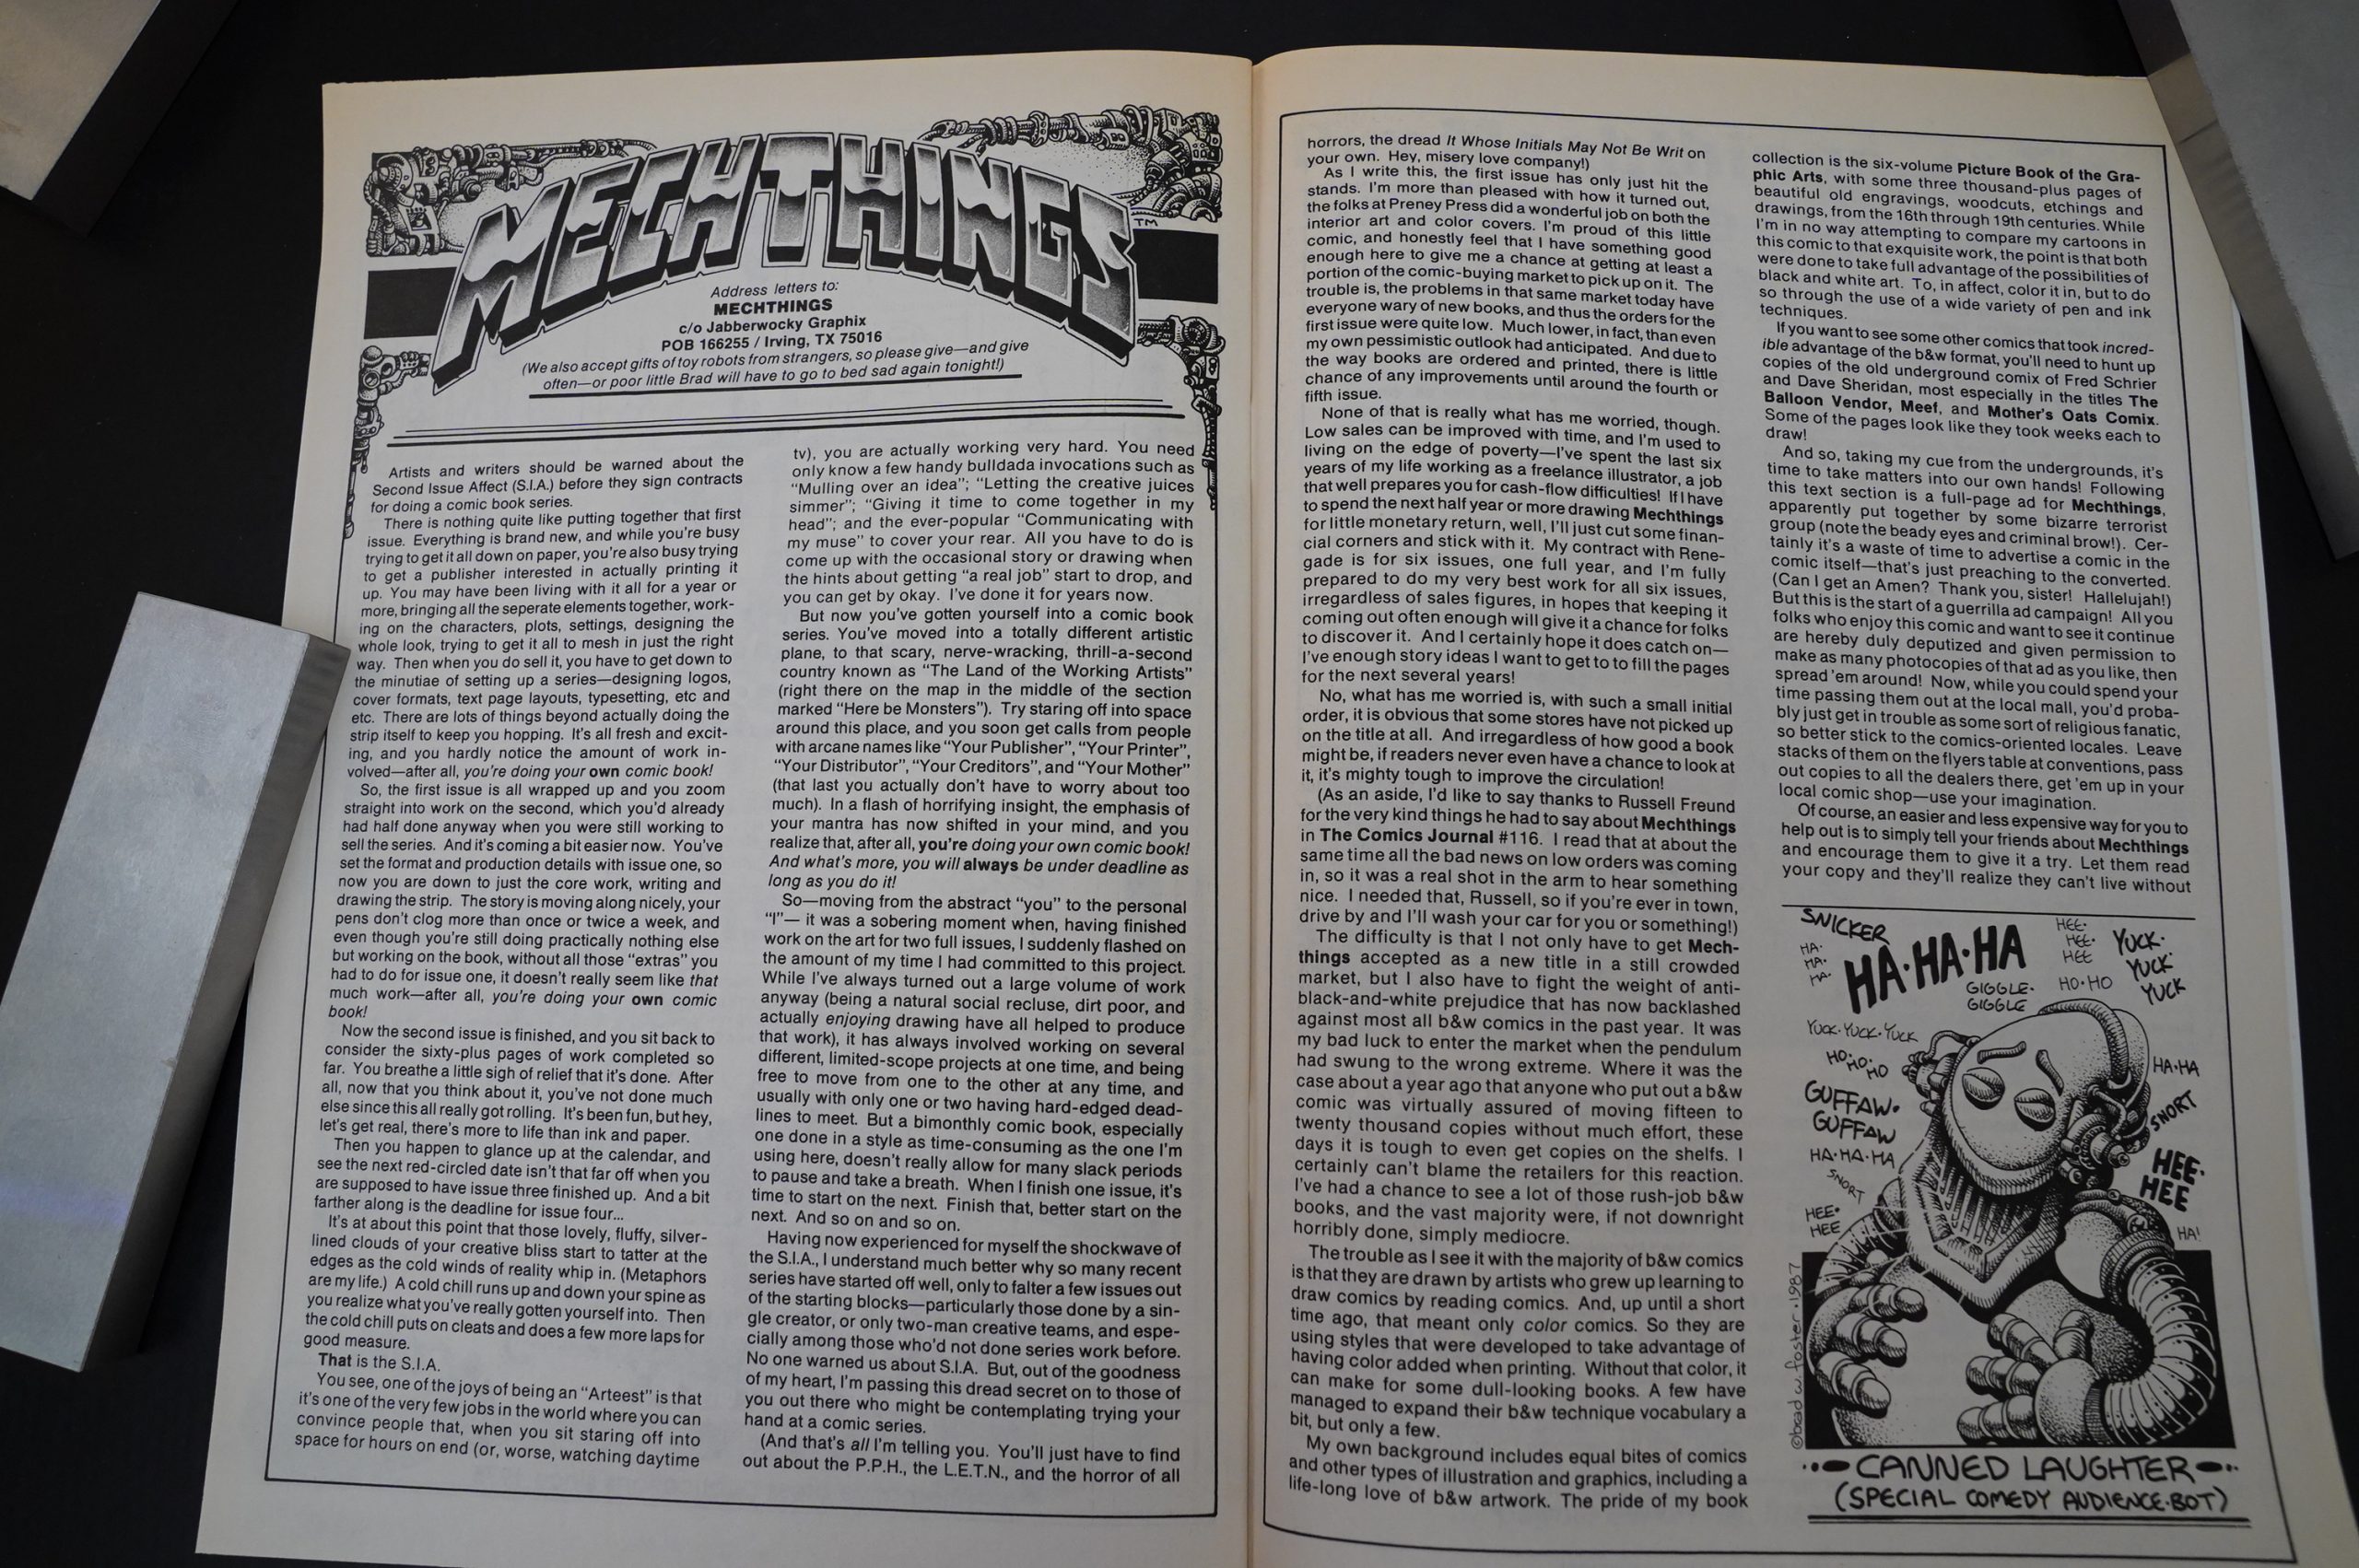 MECHTHINGS
TM
Address letters to:
MECHTHINGS
c/o Jabberwocky Graphix
POB 166255 / Irving, TX 75016
(We also accept gifts of toy robots from strangers, so please give—and give
often—or poor little Brad will have to go to bed sad again tonight!)
Artists and writers should be warned about the
Second Issue Affect (S.I.A.) before they sign contracts
for doing a comic book series.
There is nothing quite like putting together that first
issue. Everything is brand new, and while you're busy
trying to get it all down on paper, you're also busy trying
to get a publisher interested in actually printing it
up. You may have been living with it all for a year or
more, bringing all the seperate elements together, work-
ing on the characters, plots, settings, designing the
whole look, trying to get it all to mesh in just the right
way. Then when you do sell it, you have to get down to
the minutiae of setting up a series—designing logos,
cover formats, text page layouts, typesetting, etc and
etc. There are lots of things beyond actually doing the
strip itself to keep you hopping. It's all fresh and excit-
ing, and you hardly notice the amount of work in-
volved—after all, you're doing your own comic book!
So, the first issue is all wrapped up and you zoom
straight into work on the second, which you'd already
had half done anyway when you were still working to
sell the series. And it's coming a bit easier now. You've
set the format and production details with issue one, so
now you are down to just the core work, writing and
drawing the strip. The story is moving along nicely, your
pens don't clog more than once or twice a week, and
even though you're still doing practically nothing else
but working on the book, without all those "extras" you
had to do for issue one, it doesn't really seem like that
much work—after all, you're doing your own comic
book!
Now the second issue is finished, and you sit back to
consider the sixty-plus pages of work completed so
far. You breathe a little sigh of relief that it's done. After
all, now that you think about it, you've not done much
else since this all really got rolling. It's been fun, but hey,
let's get real, there's more to life than ink and paper.
Then you happen to glance up at the calendar, and
see the next red-circled date isn't that far off when you
are supposed to have issue three finished up. And a bit
farther along is the deadline for issue four...
It's at about this point that those lovely, fluffy, silver-
lined clouds of your creative bliss start to tatter at the
edges as the cold winds of reality whip in. (Metaphors
are my life.) A cold chill runs up and down your spine as
you realize what you've really gotten yourself into. Then
the cold chill puts on cleats and does a few more laps for
good measure.
That is the S.I.A.
You see, one of the joys of being an "Arteest" is that
it's one of the very few jobs in the world where you can
convince people that, when you sit staring off into
space for hours on end (or, worse, watching daytime
tv), you are actually working very hard. You need
only know a few handy bulldada invocations such as
"Mulling over an idea"; "Letting the creative juices
simmer"; "Giving it time to come together in my
head"; and the ever-popular "Communicating with
my muse" to cover your rear. All you have to do is
come up with the occasional story or drawing when
the hints about getting "a real job" start to drop, and
you can get by okay. I've done it for years now.
But now you've gotten yourself into a comic book
series. You've moved into a totally different artistic
plane, to that scary, nerve-wracking, thrill-a-second
country known as "The Land of the Working Artists"
(right there on the map in the middle of the section
marked "Here be Monsters"). Try staring off into space
around this place, and you soon get calls from people
with arcane names like "Your Publisher", "Your Printer",
"Your Distributor", "Your Creditors", and "Your Mother"
(that last you actually don't have to worry about too
much). In a flash of horrifying insight, the emphasis of
your mantra has now shifted in your mind, and you
realize that, after all, you're doing your own comic book!
And what's more, you will always be under deadline as
long as you do it!
So—moving from the abstract "you" to the personal
"I"— it was a sobering moment when, having finished
work on the art for two full issues, I suddenly flashed on
the amount of my time I had committed to this project.
While I've always turned out a large volume of work
anyway (being a natural social recluse, dirt poor, and
actually enjoying drawing have all helped to produce
that work), it has always involved working on several
different, limited-scope projects at one time, and being
free to move from one to the other at any time, and
usually with only one or two having hard-edged dead-
lines to meet. But a bimonthly comic book, especially
one done in a style as time-consuming as the one I'm
using here, doesn't really allow for many slack periods
to pause and take a breath. When I finish one issue, it's
time to start on the next. Finish that, better start on the
next. And so on and so on.
Having now experienced for myself the shockwave of
the S.I.A., I understand much better why so many recent
series have started off well, only to falter a few issues out
of the starting blocks—particularly those done by a sin-
gle creator, or only two-man creative teams, and espe-
cially among those who'd not done series work before.
No one warned us about S.I.A. But, out of the goodness
of my heart, I'm passing this dread secret on to those of
you out there who might be contemplating trying your
hand at a comic series.
(And that's all I'm telling you. You'll just have to find
out about the P.P.H., the L.E.T.N., and the horror of all
horrors, the dread It Whose Initials May Not Be Writ on
your own. Hey, misery love company!)
As I write this, the first issue has only just hit the
stands. I'm more than pleased with how it turned out,
the folks at Preney Press did a wonderful job on both the
interior art and color covers. I'm proud of this little
comic, and honestly feel that I have something good
enough here to give me a chance at getting at least a
portion of the comic-buying market to pick up on it. The
trouble is, the problems in that same market today have
everyone wary of new books, and thus the orders for the
first issue were quite low. Much lower, in fact, than even
my own pessimistic outlook had anticipated. And due to
the way books are ordered and printed, there is little
chance of any improvements until around the fourth or
fifth issue.
None of that is really what has me worried, though.
Low sales can be improved with time, and I'm used to
living on the edge of poverty—I've spent the last six
years of my life working as a freelance illustrator, a job
that well prepares you for cash-flow difficulties! If I have
to spend the next half year or more drawing Mechthings
for little monetary return, well, I'll just cut some finan-
cial corners and stick with it. My contract with Rene-
gade is for six issues, one full year, and I'm fully
prepared to do my very best work for all six issues,
irregardless of sales figures, in hopes that keeping it
coming out often enough will give it a chance for folks
to discover it. And I certainly hope it does catch on—
I've enough story ideas I want to get to to fill the pages
for the next several years!
No, what has me worried is, with such a small initial
order, it is obvious that some stores have not picked up
on the title at all. And irregardless of how good a book
might be, if readers never even have a chance to look at
it, it's mighty tough to improve the circulation!
(As an aside, I'd like to say thanks to Russell Freund
for the very kind things he had to say about Mechthings
in The Comics Journal #116. I read that at about the
same time all the bad news on low orders was coming
in, so it was a real shot in the arm to hear something
nice. I needed that, Russell, so if you're ever in town,
drive by and I'll wash your car for you or something!)
The difficulty is that I not only have to get Mech-
things accepted as a new title in a still crowded
market, but I also have to fight the weight of anti-
black-and-white prejudice that has now backlashed
against most all b&w comics in the past year. It was
my bad luck to enter the market when the pendulum
had swung to the wrong extreme. Where it was the
case about a year ago that anyone who put out a b&w
comic was virtually assured of moving fifteen to
twenty thousand copies without much effort, these
days it is tough to even get copies on the shelfs. I
certainly can't blame the retailers for this reaction.
I've had a chance to see a lot of those rush-job b&w
books, and the vast majority were, if not downright
horribly done, simply mediocre.
The trouble as I see it with the majority of b&w comics
is that they are drawn by artists who grew up learning to
draw comics by reading comics. And, up until a short
time ago, that meant only color comics. So they are
using styles that were developed to take advantage of
having color added when printing. Without that color, it
can make for some dull-looking books. A few have
managed to expand their b&w technique vocabulary a
bit, but only a few.
My own background includes equal bites of comics
and other types of illustration and graphics, including a
life-long love of b&w artwork. The pride of my book
collection is the six-volume Picture Book of the Gra-
phic Arts, with some three thousand-plus pages of
beautiful old engravings, woodcuts, etchings and
drawings, from the 16th through 19th centuries. While
I'm in no way attempting to compare my cartoons in
this comic to that exquisite work, the point is that both
were done to take full advantage of the possibilities of
black and white art. To, in affect, color it in, but to do
so through the use of a wide variety of pen and ink
techniques.
If you want to see some other comics that took incred-
ible advantage of the b&w format, you'll need to hunt up
copies of the old underground comix of Fred Schrier
and Dave Sheridan, most especially in the titles The
Balloon Vendor, Meef, and Mother's Oats Comix.
Some of the pages look like they took weeks each to
draw!
And so, taking my cue from the undergrounds, it's
time to take matters into our own hands! Following
this text section is a full-page ad for Mechthings,
apparently put together by some bizarre terrorist
group (note the beady eyes and criminal brow!). Cer-
tainly it's a waste of time to advertise a comic in the
comic itself—that's just preaching to the converted.
(Can I get an Amen? Thank you, sister! Hallelujah!)
But this is the start of a guerrilla ad campaign! All you
folks who enjoy this comic and want to see it continue
are hereby duly deputized and given permission to
make as many photocopies of that ad as you like, then
spread 'em around! Now, while you could spend your
time passing them out at the local mall, you'd proba-
bly just get in trouble as some sort of religious fanatic,
so better stick to the comics-oriented locales. Leave
stacks of them on the flyers table at conventions, pass
out copies to all the dealers there, get 'em up in your
local comic shop—use your imagination.
Of course, an easier and less expensive way for you to
help out is to simply tell your friends about Mechthings
and encourage them to give it a try. Let them read
your copy and they'll realize they can't live without
SNICKER
HA·
HA·
HA·
HA·HA·HA
HEE·
HEE·
HEE
YUCK·
YUCK·
YUCK
GIGGLE·
GIGGLE
HO·HO
YUCK·YUCK·YUCK
HO·HO·HO
HA·HA
GUFFAW·
GUFFAW
SNORT
HA·HA·HA
SNORT
HEE·
HEE
HEE·
HEE
HA!
©brad w. foster·1987
CANNED LAUGHTER
(SPECIAL COMEDY AUDIENCE·BOT)